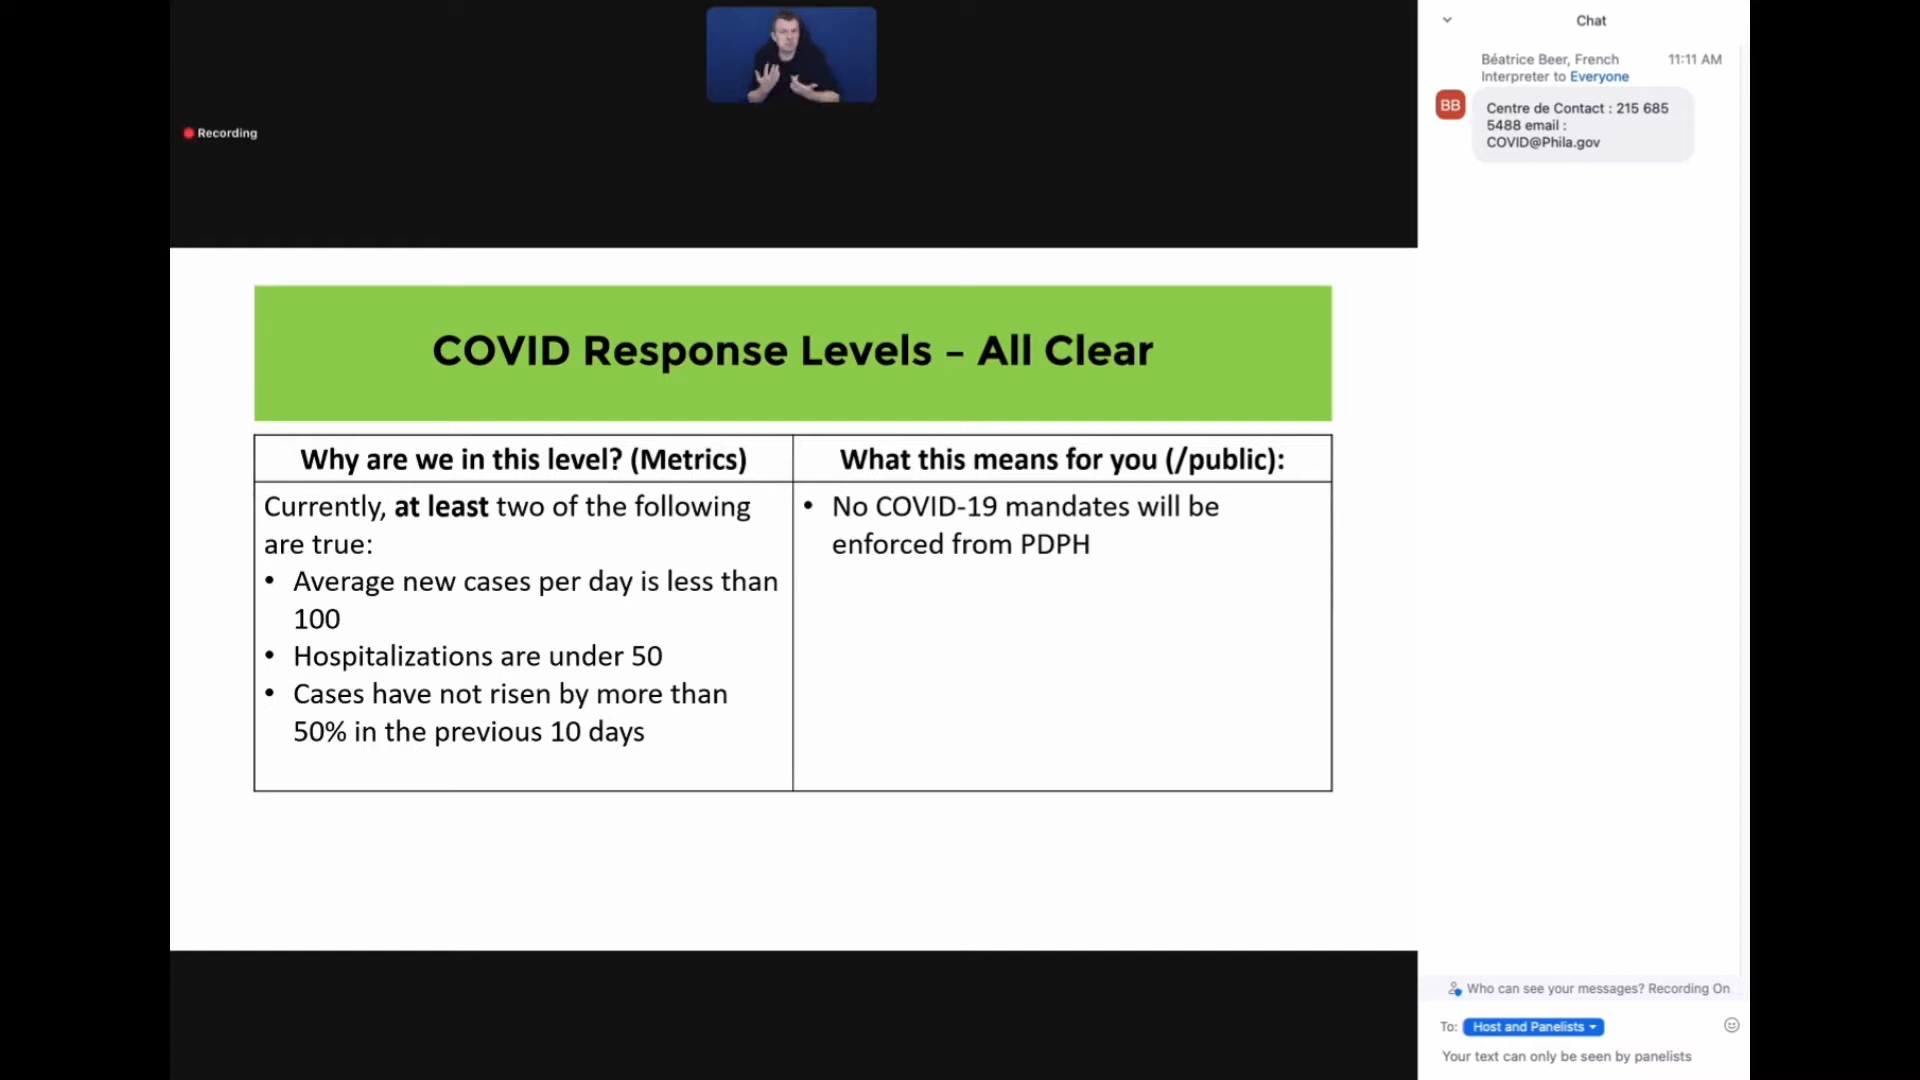 Recording
COVID Response Levels – All Clear
Why are we in this level? (Metrics)
What this means for you (/public):
Currently, at least two of the following
are true:
• Average new cases per day is less than
100
• Hospitalizations are under 50
• Cases have not risen by more than
50% in the previous 10 days
• No COVID-19 mandates will be
enforced from PDPH
Chat
Béatrice Beer, French
Interpreter to Everyone
11:11 AM
BB
Centre de Contact : 215 685
5488 email :
COVID@Phila.gov
Who can see your messages? Recording On
To: Host and Panelists
Your text can only be seen by panelists